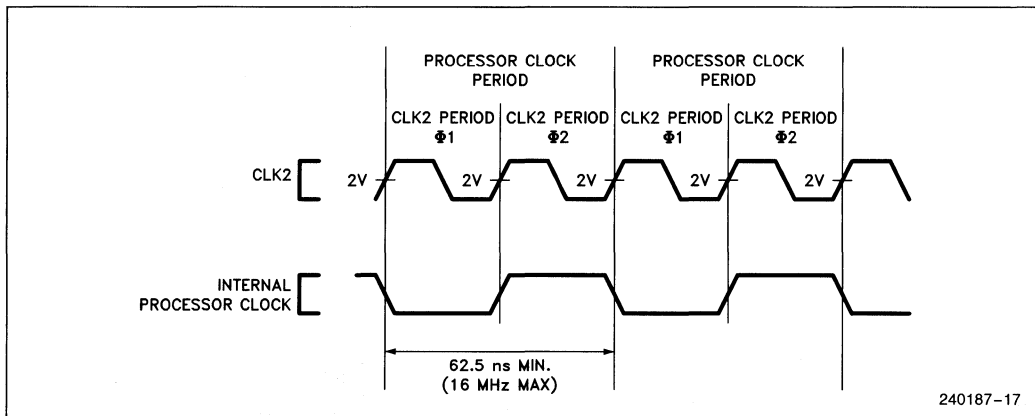 PROCESSOR CLOCK
PERIOD
PROCESSOR CLOCK
PERIOD
CLK2 PERIOD
Φ1
CLK2 PERIOD
Φ2
CLK2 PERIOD
Φ1
CLK2 PERIOD
Φ2
CLK2
2V
2V
2V
2V
2V
INTERNAL
PROCESSOR CLOCK
62.5 ns MIN.
(16 MHz MAX)
240187-17